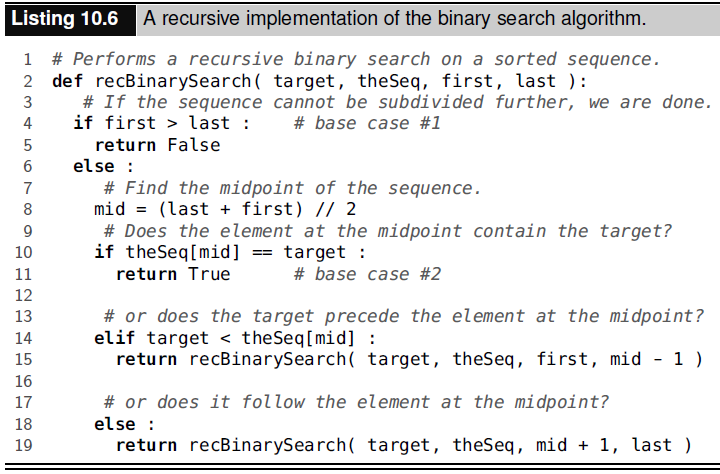 Listing 10.6 A recursive implementation of the binary search algorithm.
1 # Performs a recursive binary search on a sorted sequence.
2 def recBinarySearch( target, theSeq, first, last ):
3 # If the sequence cannot be subdivided further, we are done.
4 if first > last : # base case #1
5 return False
6 else :
7 # Find the midpoint of the sequence.
8 mid = (last + first) // 2
9 # Does the element at the midpoint contain the target?
10 if theSeq[mid] == target :
11 return True # base case #2
12
13 # or does the target precede the element at the midpoint?
14 elif target < theSeq[mid] :
15 return recBinarySearch( target, theSeq, first, mid - 1 )
16
17 # or does it follow the element at the midpoint?
18 else :
19 return recBinarySearch( target, theSeq, mid + 1, last )